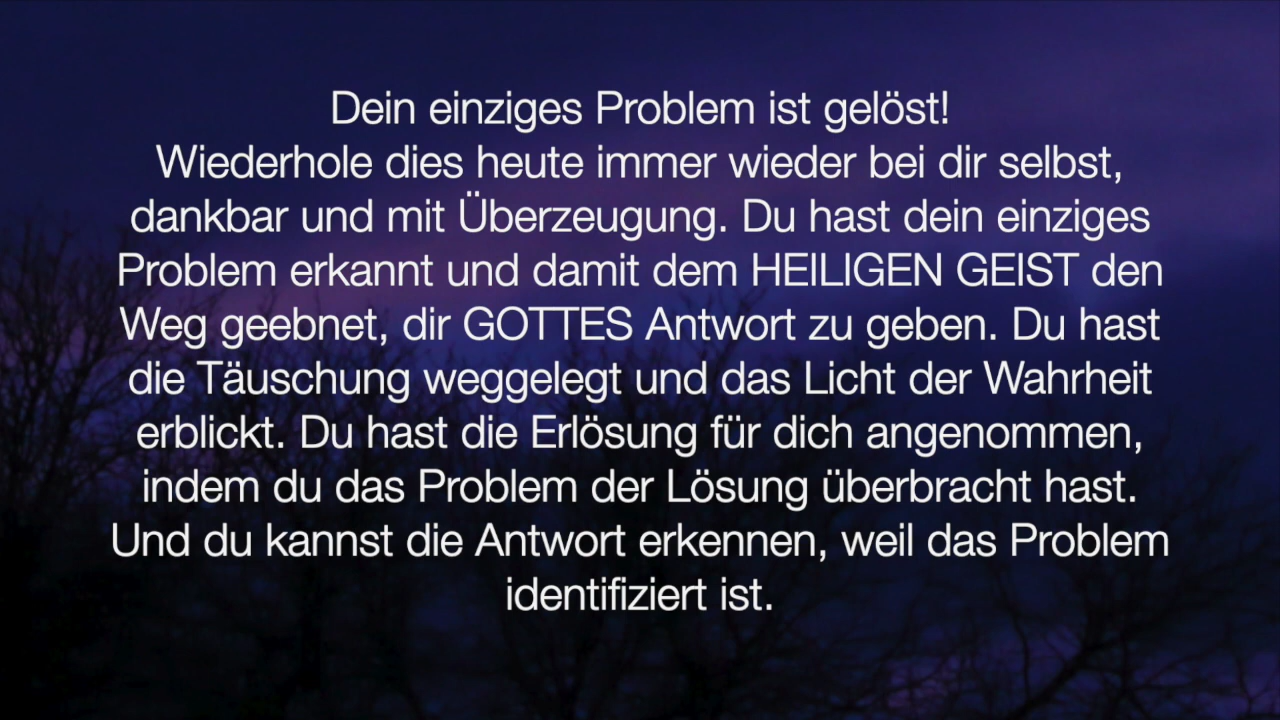 Dein einziges Problem ist gelöst!
Wiederhole dies heute immer wieder bei dir selbst,
dankbar und mit Überzeugung. Du hast dein einziges
Problem erkannt und damit dem HEILIGEN GEIST den
Weg geebnet, dir GOTTES Antwort zu geben. Du hast
die Täuschung weggelegt und das Licht der Wahrheit
erblickt. Du hast die Erlösung für dich angenommen,
indem du das Problem der Lösung überbracht hast.
Und du kannst die Antwort erkennen, weil das Problem
identifiziert ist.